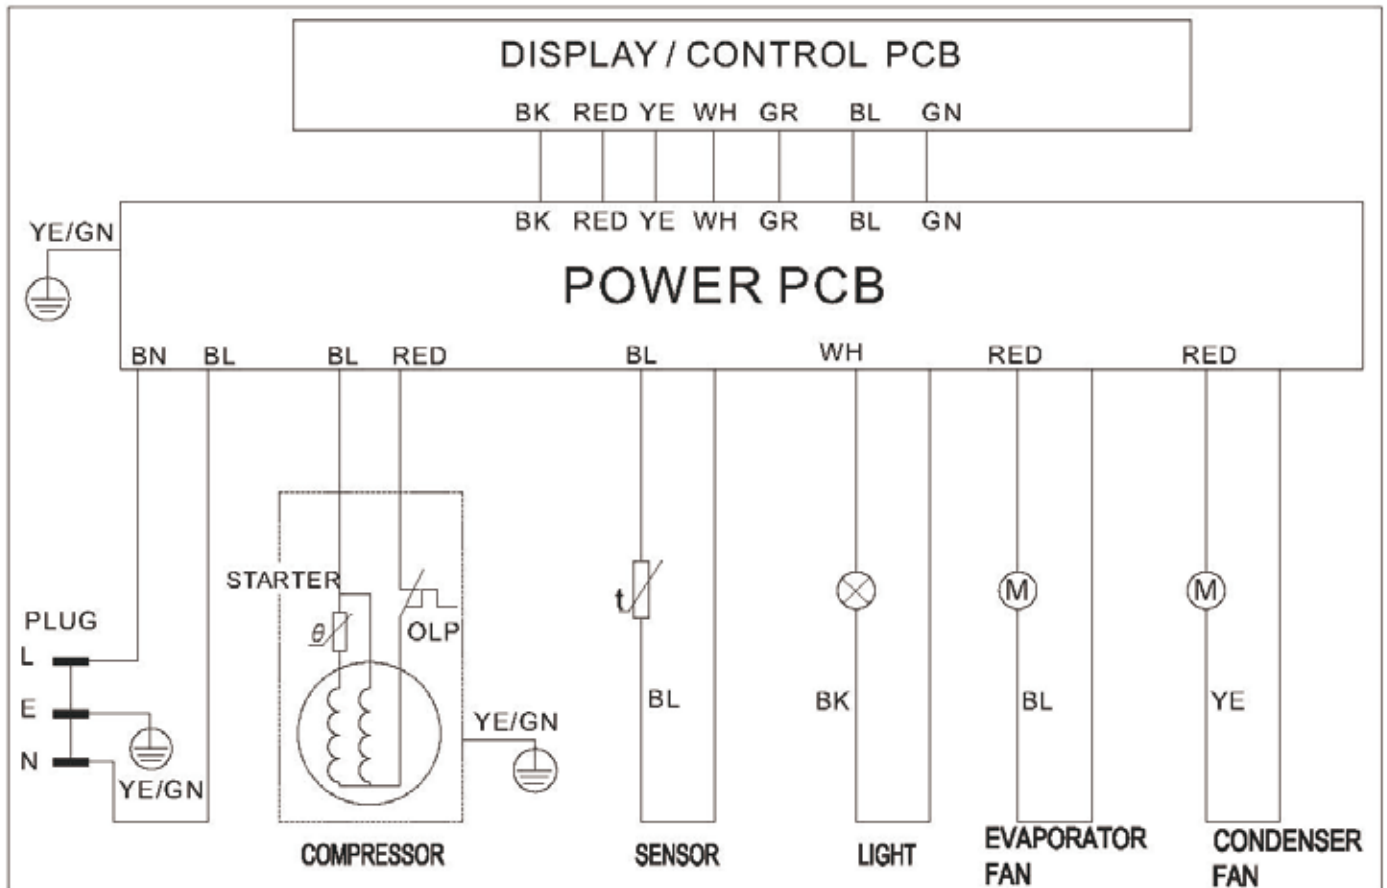 DISPLAY / CONTROL PCB
BK RED YE WH GR BL GN
BK RED YE WH GR BL GN
YE/GN
POWER PCB
BN BL BL RED BL WH RED RED
STARTER
t
θ
OLP
M
M
PLUG
L
E
N
YE/GN
YE/GN
BL
BK
BL
YE
COMPRESSOR
SENSOR
LIGHT
EVAPORATOR
FAN
CONDENSER
FAN